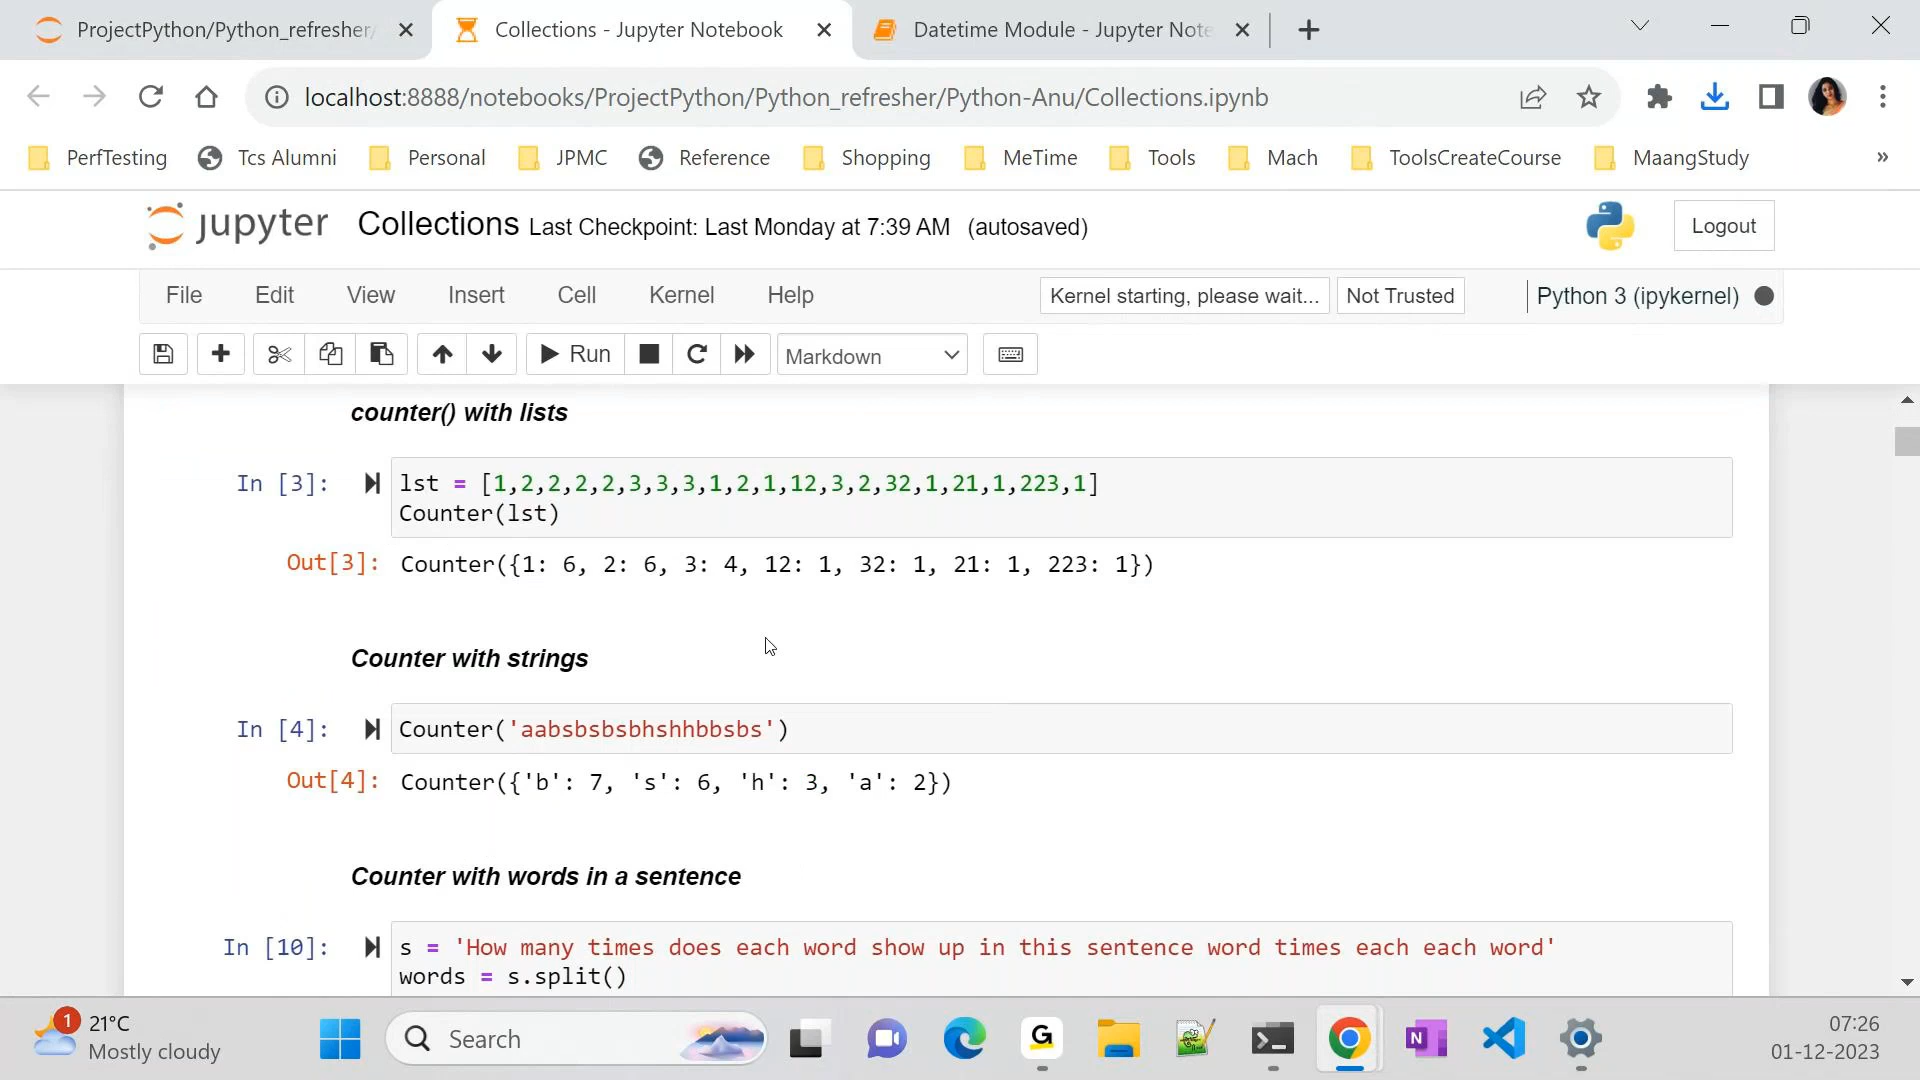 ProjectPython/Python_refresher/
Collections - Jupyter Notebook
Datetime Module - Jupyter Note
localhost:8888/notebooks/ProjectPython/Python_refresher/Python-Anu/Collections.ipynb
PerfTesting Tcs Alumni Personal JPMC Reference Shopping MeTime Tools Mach ToolsCreateCourse MaangStudy »
jupyter Collections Last Checkpoint: Last Monday at 7:39 AM (autosaved) Logout
File Edit View Insert Cell Kernel Help Kernel starting, please wait... Not Trusted Python 3 (ipykernel)
Run Markdown
counter() with lists
In [3]: lst = [1,2,2,2,2,3,3,3,1,2,1,12,3,2,32,1,21,1,223,1]
Counter(lst)
Out[3]: Counter({1: 6, 2: 6, 3: 4, 12: 1, 32: 1, 21: 1, 223: 1})
Counter with strings
In [4]: Counter('aabsbsbsbhshhbbsbs')
Out[4]: Counter({'b': 7, 's': 6, 'h': 3, 'a': 2})
Counter with words in a sentence
In [10]: s = 'How many times does each word show up in this sentence word times each each word'
words = s.split()
1 21°C
Mostly cloudy
Search
G
N
07:26
01-12-2023